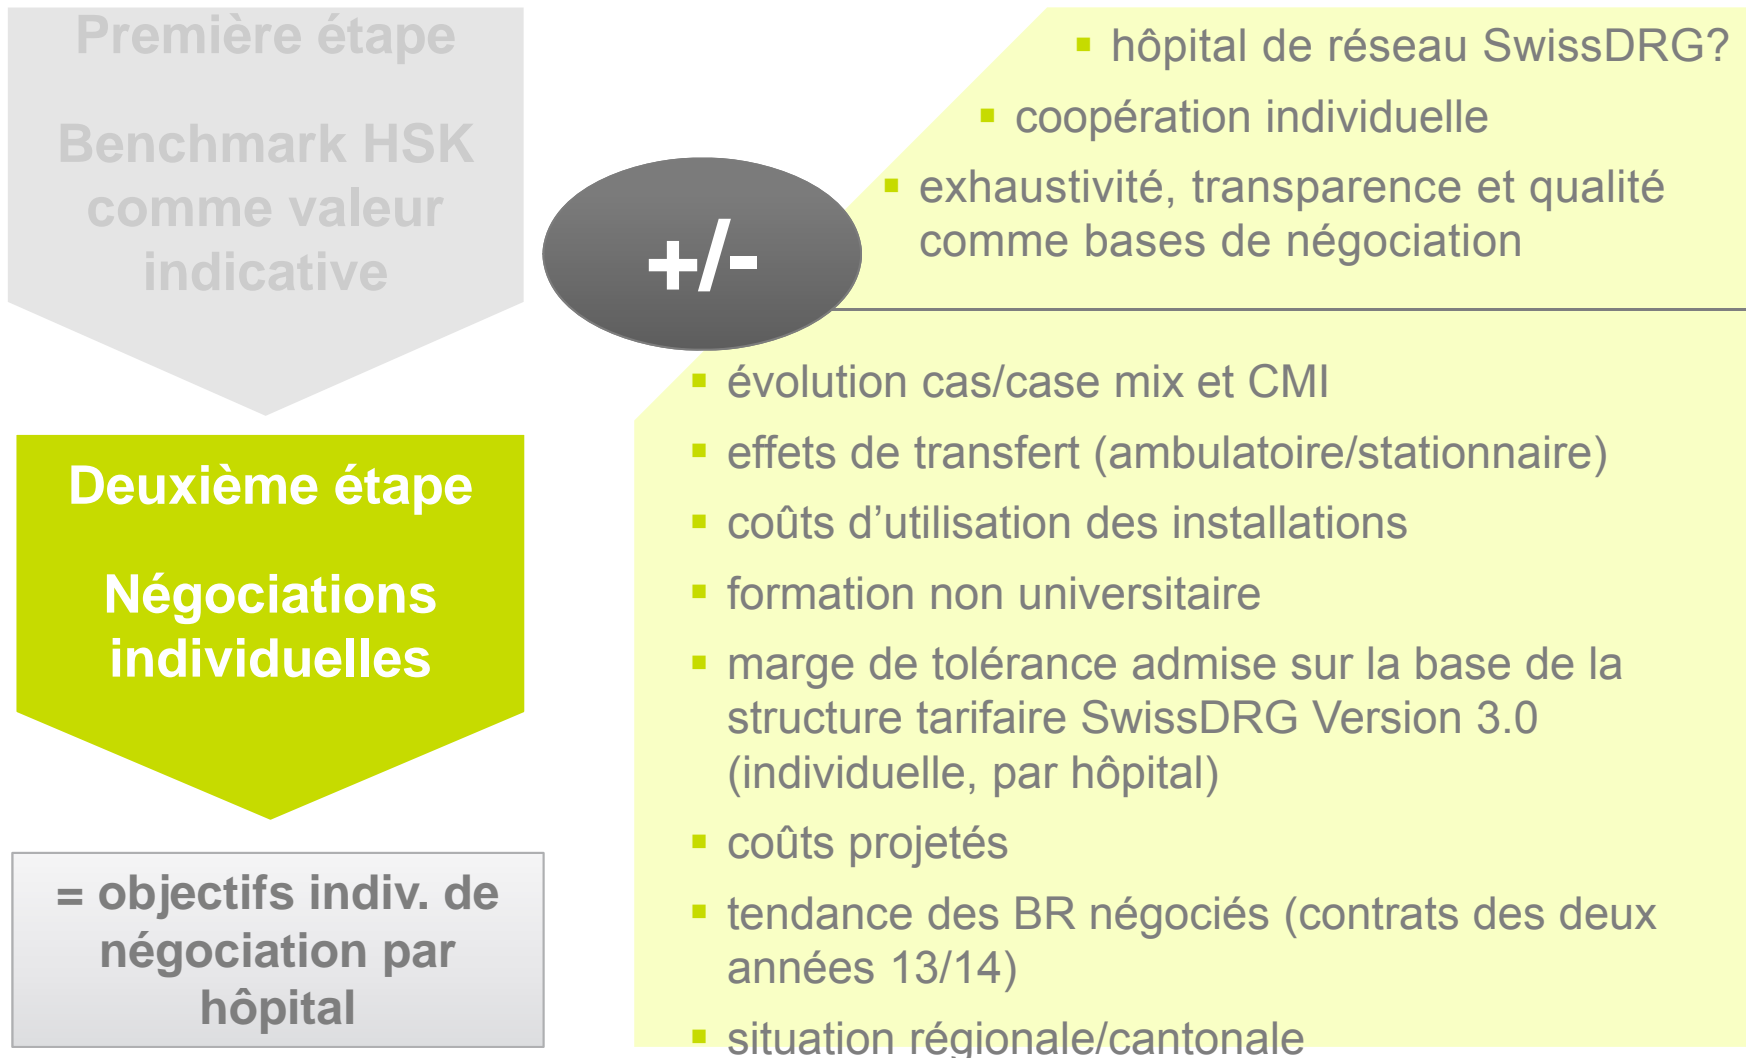 Première étape
Benchmark HSK
comme valeur
indicative
Deuxième étape
Négociations
individuelles
= objectifs indiv. de
négociation par
hôpital
+/-
▪ hôpital de réseau SwissDRG?
▪ coopération individuelle
▪ exhaustivité, transparence et qualité
comme bases de négociation
▪ évolution cas/case mix et CMI
▪ effets de transfert (ambulatoire/stationnaire)
▪ coûts d’utilisation des installations
▪ formation non universitaire
▪ marge de tolérance admise sur la base de la
structure tarifaire SwissDRG Version 3.0
(individuelle, par hôpital)
▪ coûts projetés
▪ tendance des BR négociés (contrats des deux
années 13/14)
▪ situation régionale/cantonale